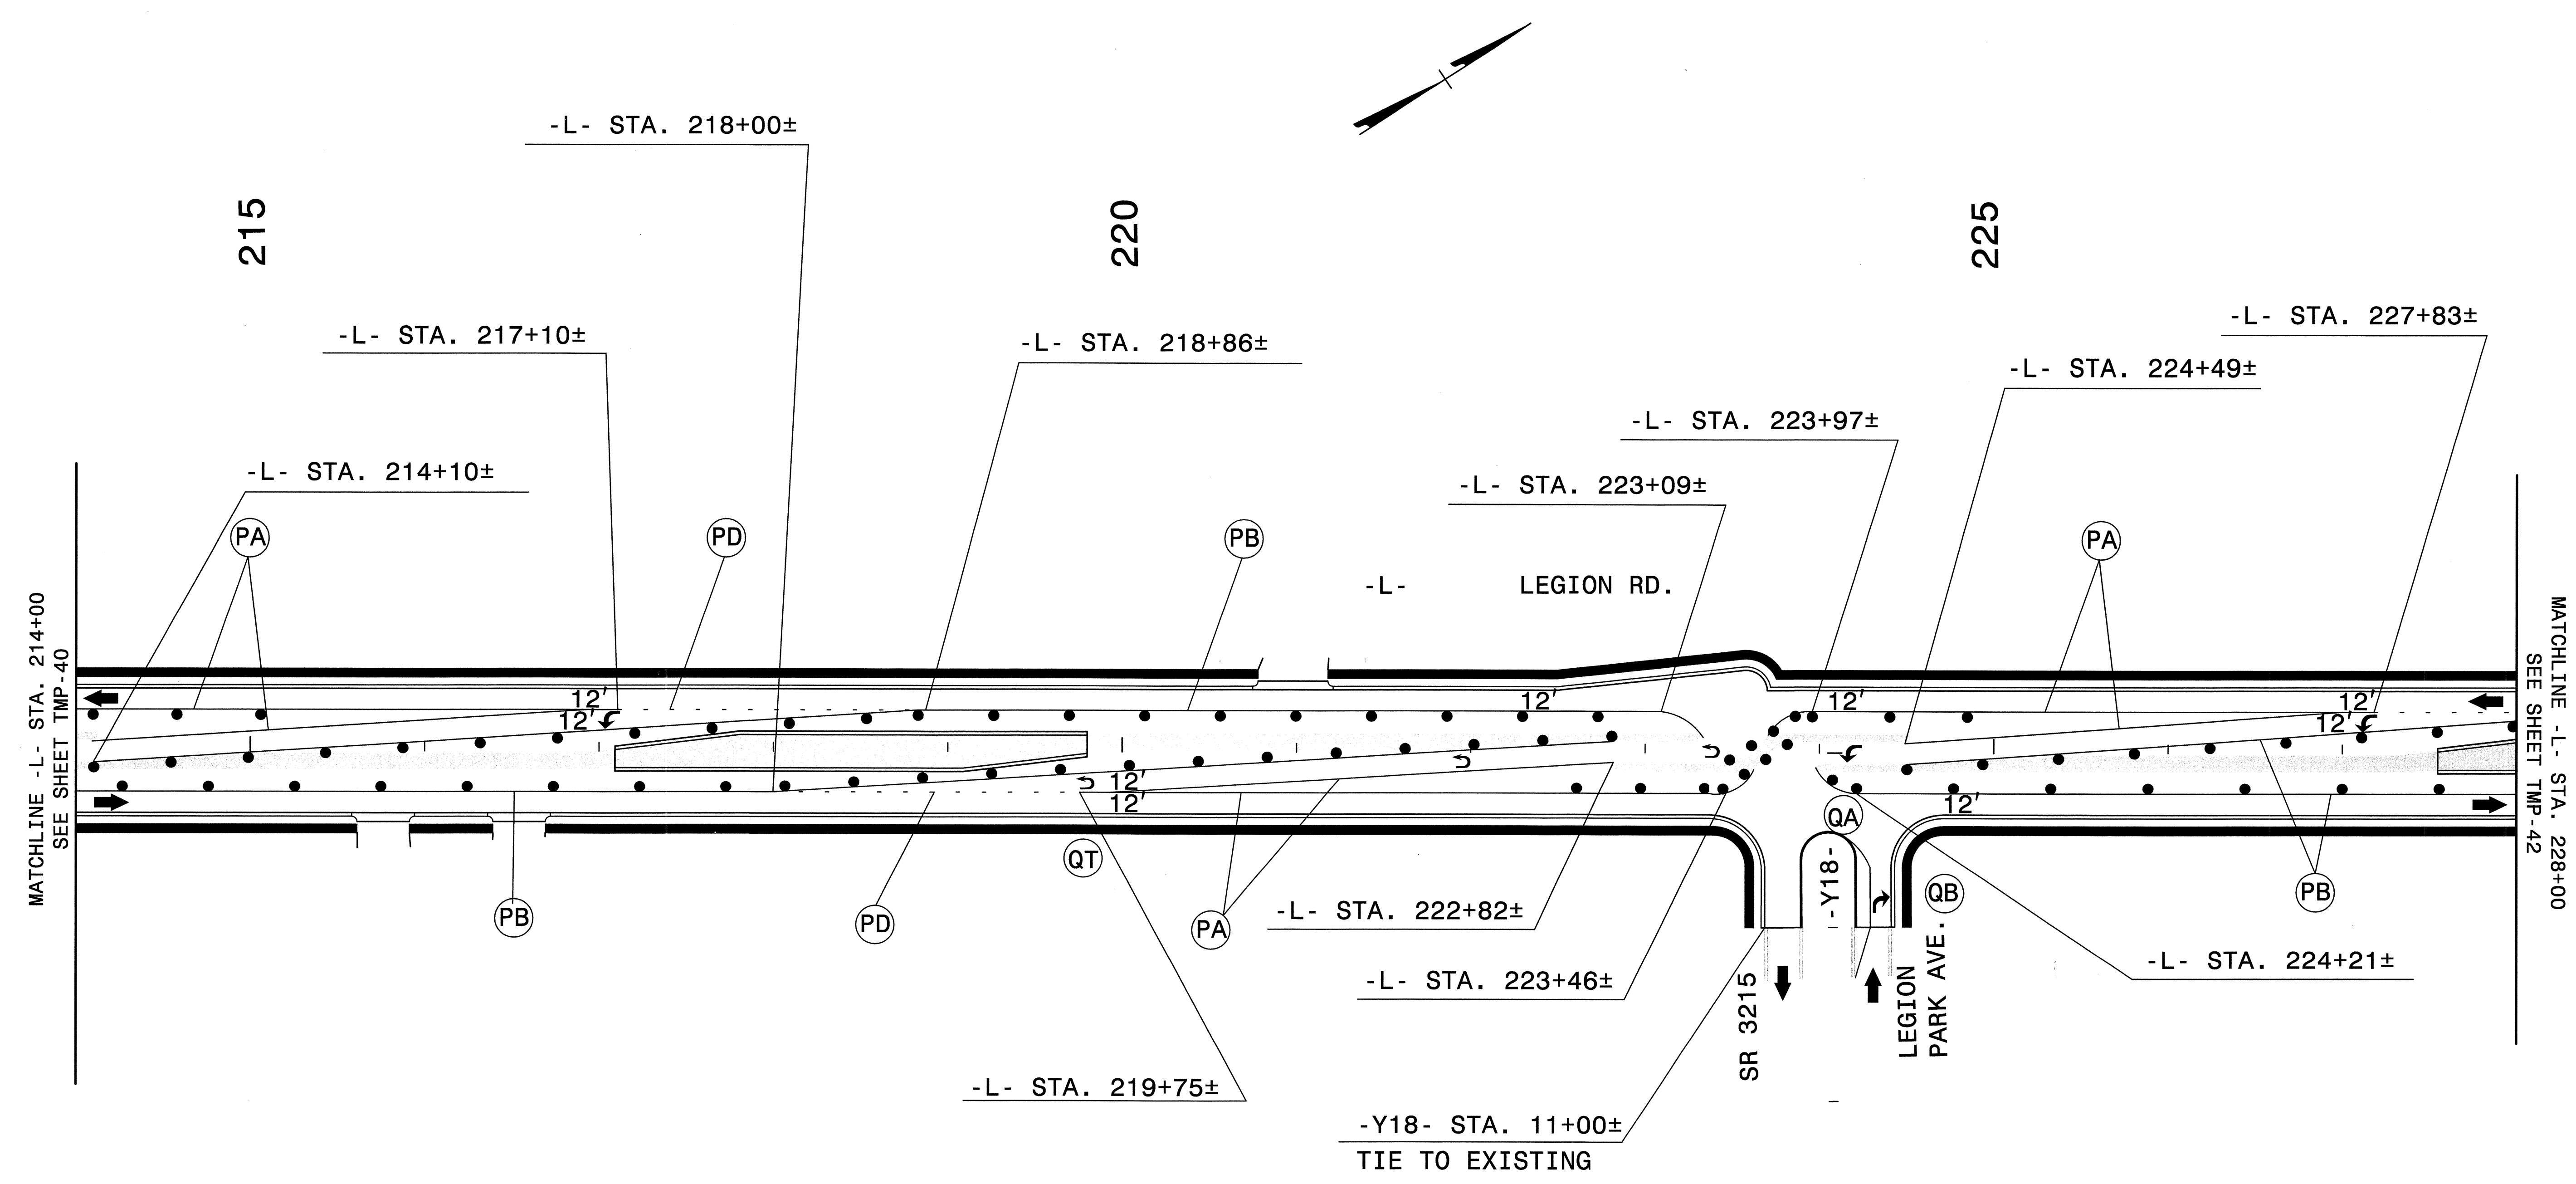 -L- STA. 218+00±
215
220
225
-L- STA. 217+10±
-L- STA. 218+86±
-L- STA. 227+83±
-L- STA. 224+49±
-L- STA. 223+97±
-L- STA. 214+10±
-L- STA. 223+09±
PA
PD
PB
PA
-L- LEGION RD.
MATCHLINE -L- STA. 214+00
SEE SHEET TMP-40
MATCHLINE -L- STA. 228+00
SEE SHEET TMP-42
12'
12'
12'
12'
12'
12'
12'
12'
12'
QA
QT
-Y18-
QB
PB
PD
PA
PB
-L- STA. 222+82±
-L- STA. 223+46±
-L- STA. 224+21±
SR 3215
LEGION
PARK AVE.
-L- STA. 219+75±
-Y18- STA. 11+00±
TIE TO EXISTING